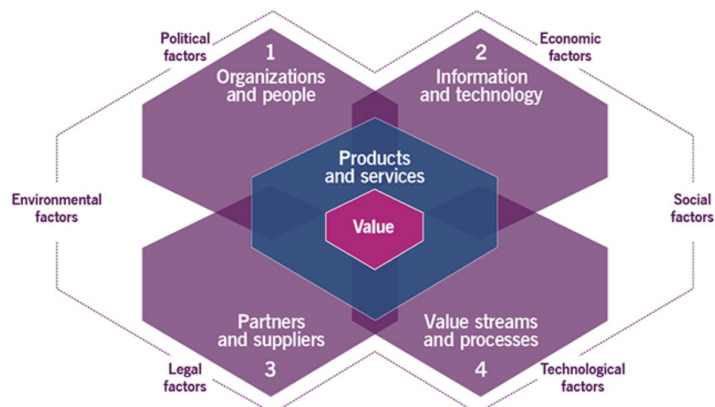 Political
factors
1
Organizations
and people
2
Information
and technology
Economic
factors
Products
and services
Environmental
factors
Value
Social
factors
Partners
and suppliers
3
Value streams
and processes
4
Legal
factors
Technological
factors